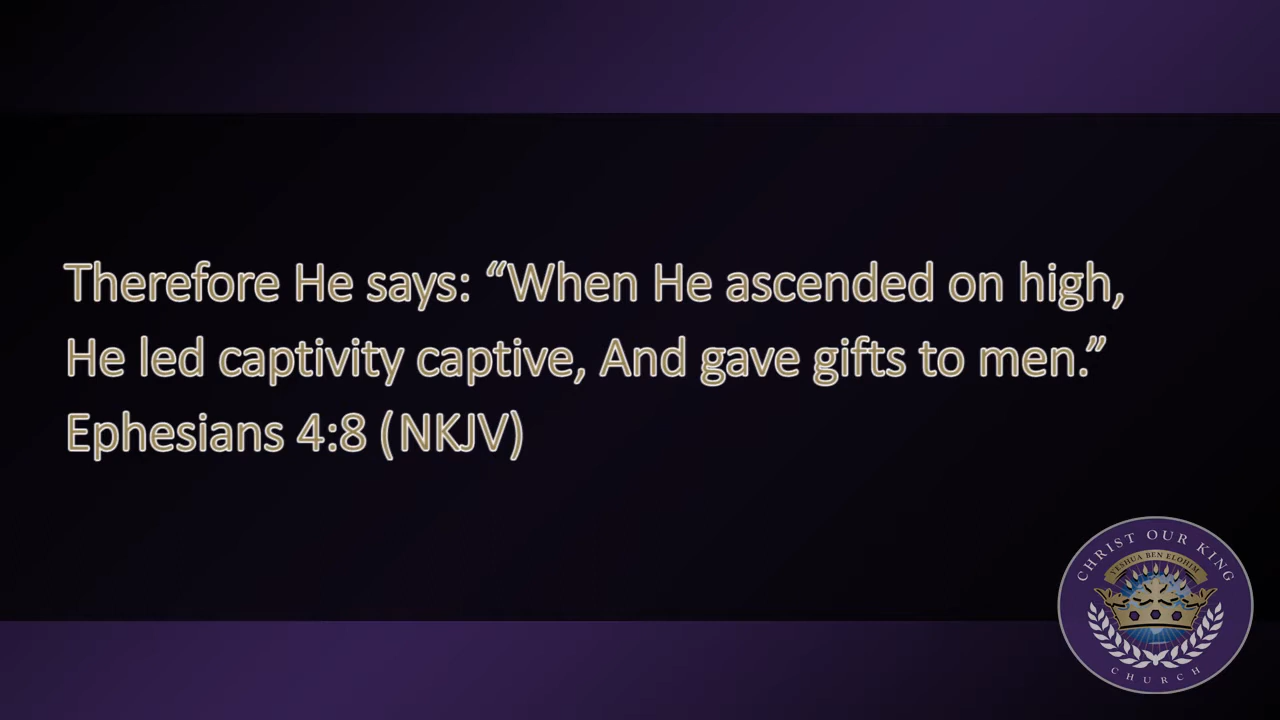 Therefore He says: “When He ascended on high,
He led captivity captive, And gave gifts to men.”
Ephesians 4:8 (NKJV)
CHRIST OUR KING
YESHUA BEN ELOHIM
CHURCH